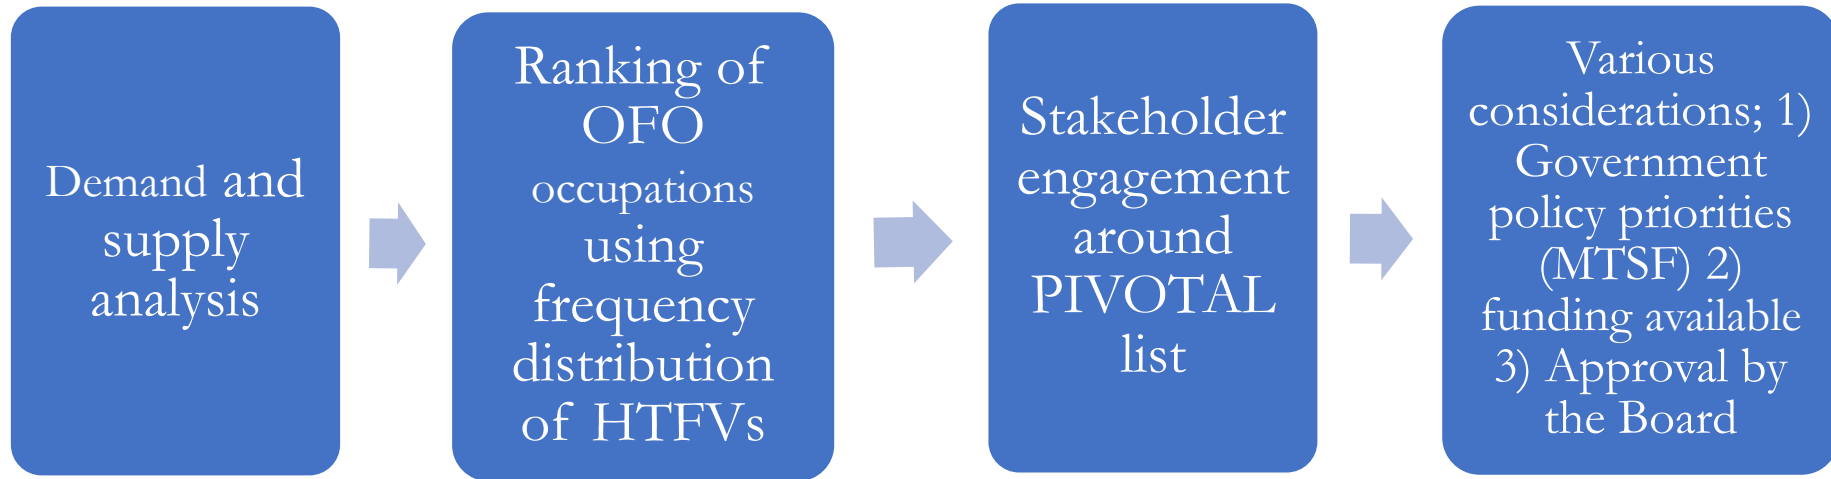 Demand and
supply
analysis
Ranking of
OFO
occupations
using
frequency
distribution
of HTFVs
Stakeholder
engagement
around
PIVOTAL
list
Various
considerations; 1)
Government
policy priorities
(MTSF) 2)
funding available
3) Approval by
the Board